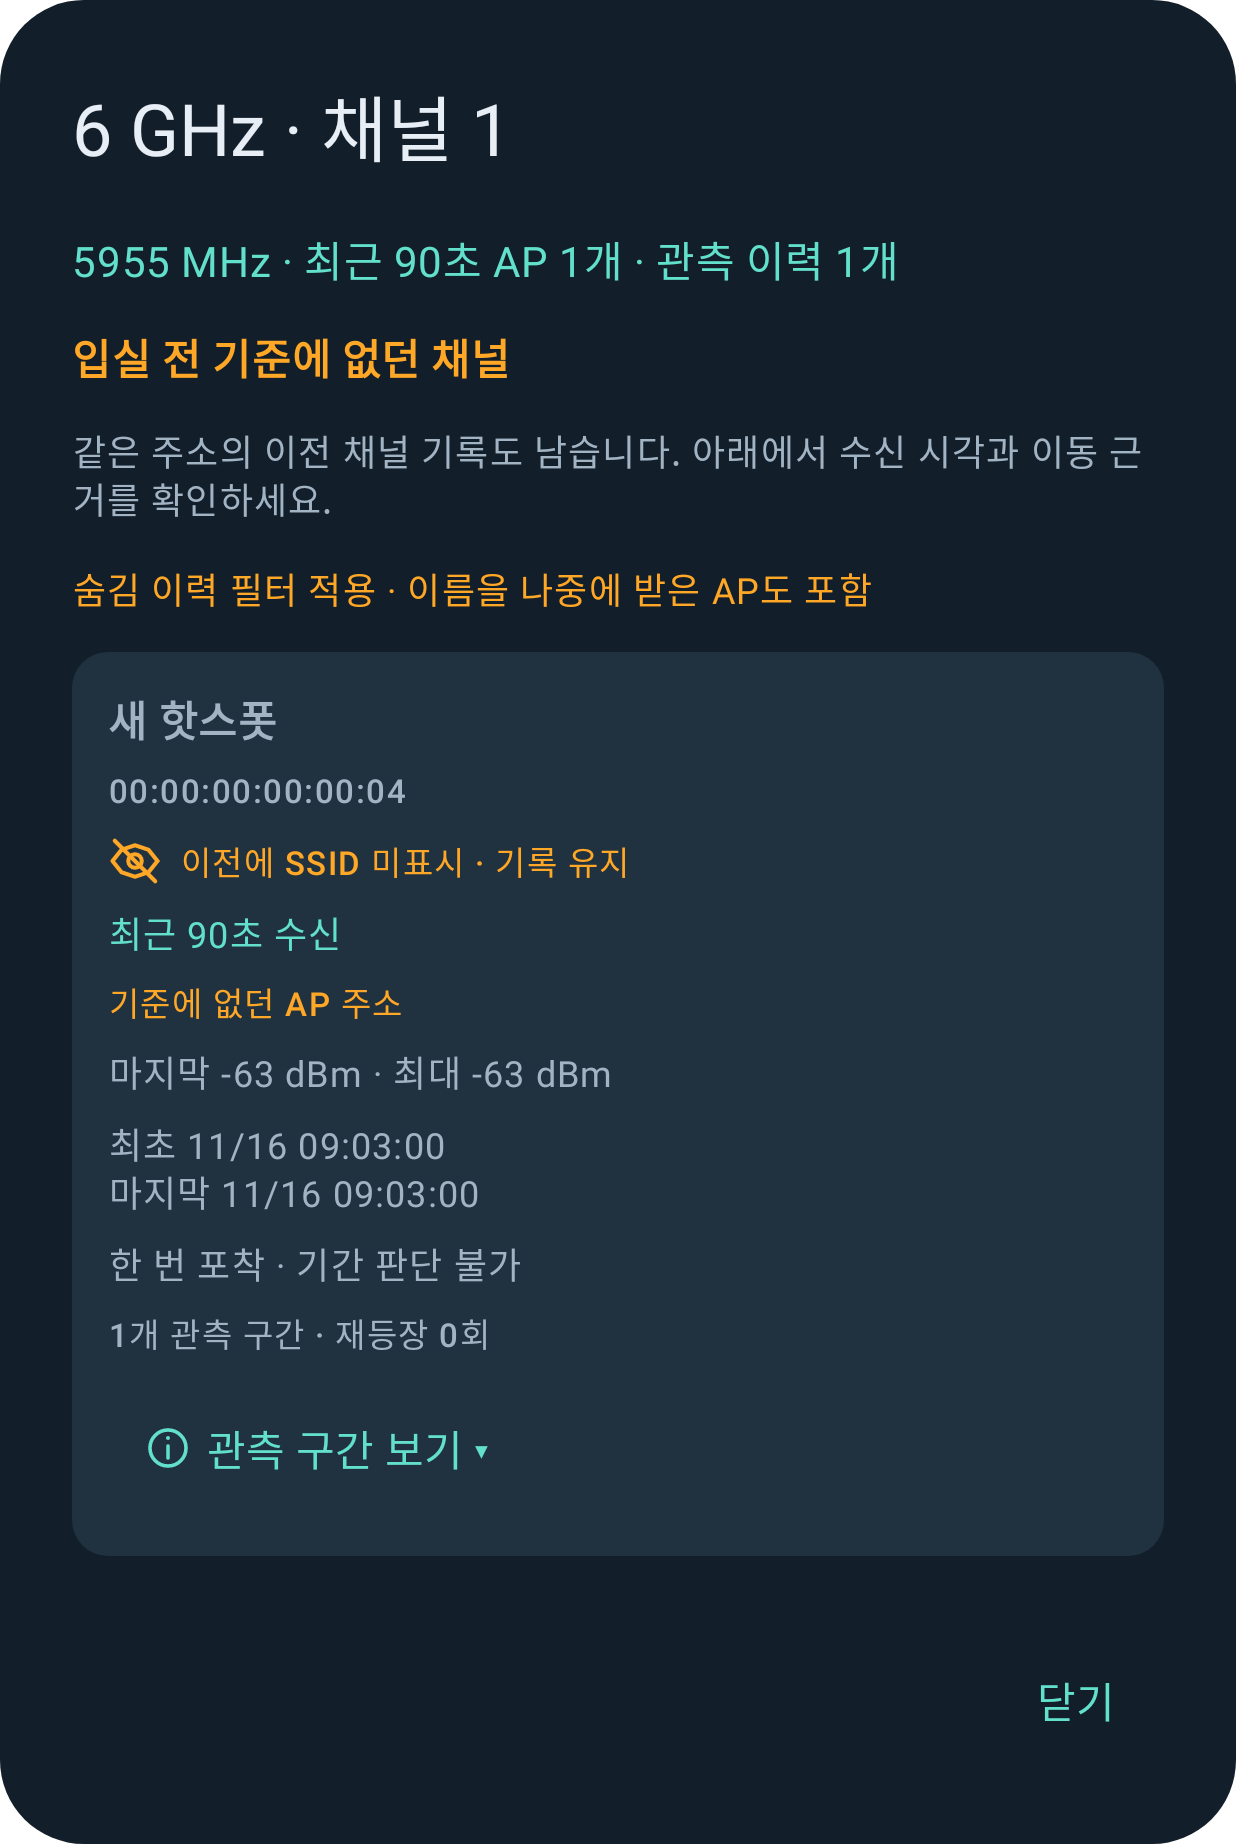 6 GHz · 채널 1
5955 MHz · 최근 90초 AP 1개 · 관측 이력 1개
입실 전 기준에 없던 채널
같은 주소의 이전 채널 기록도 남습니다. 아래에서 수신 시각과 이동 근
거를 확인하세요.
숨김 이력 필터 적용 · 이름을 나중에 받은 AP도 포함
새 핫스폿
00:00:00:00:00:04
이전에 SSID 미표시 · 기록 유지
최근 90초 수신
기준에 없던 AP 주소
마지막 -63 dBm · 최대 -63 dBm
최초 11/16 09:03:00
마지막 11/16 09:03:00
한 번 포착 · 기간 판단 불가
1개 관측 구간 · 재등장 0회
관측 구간 보기 ▾
닫기